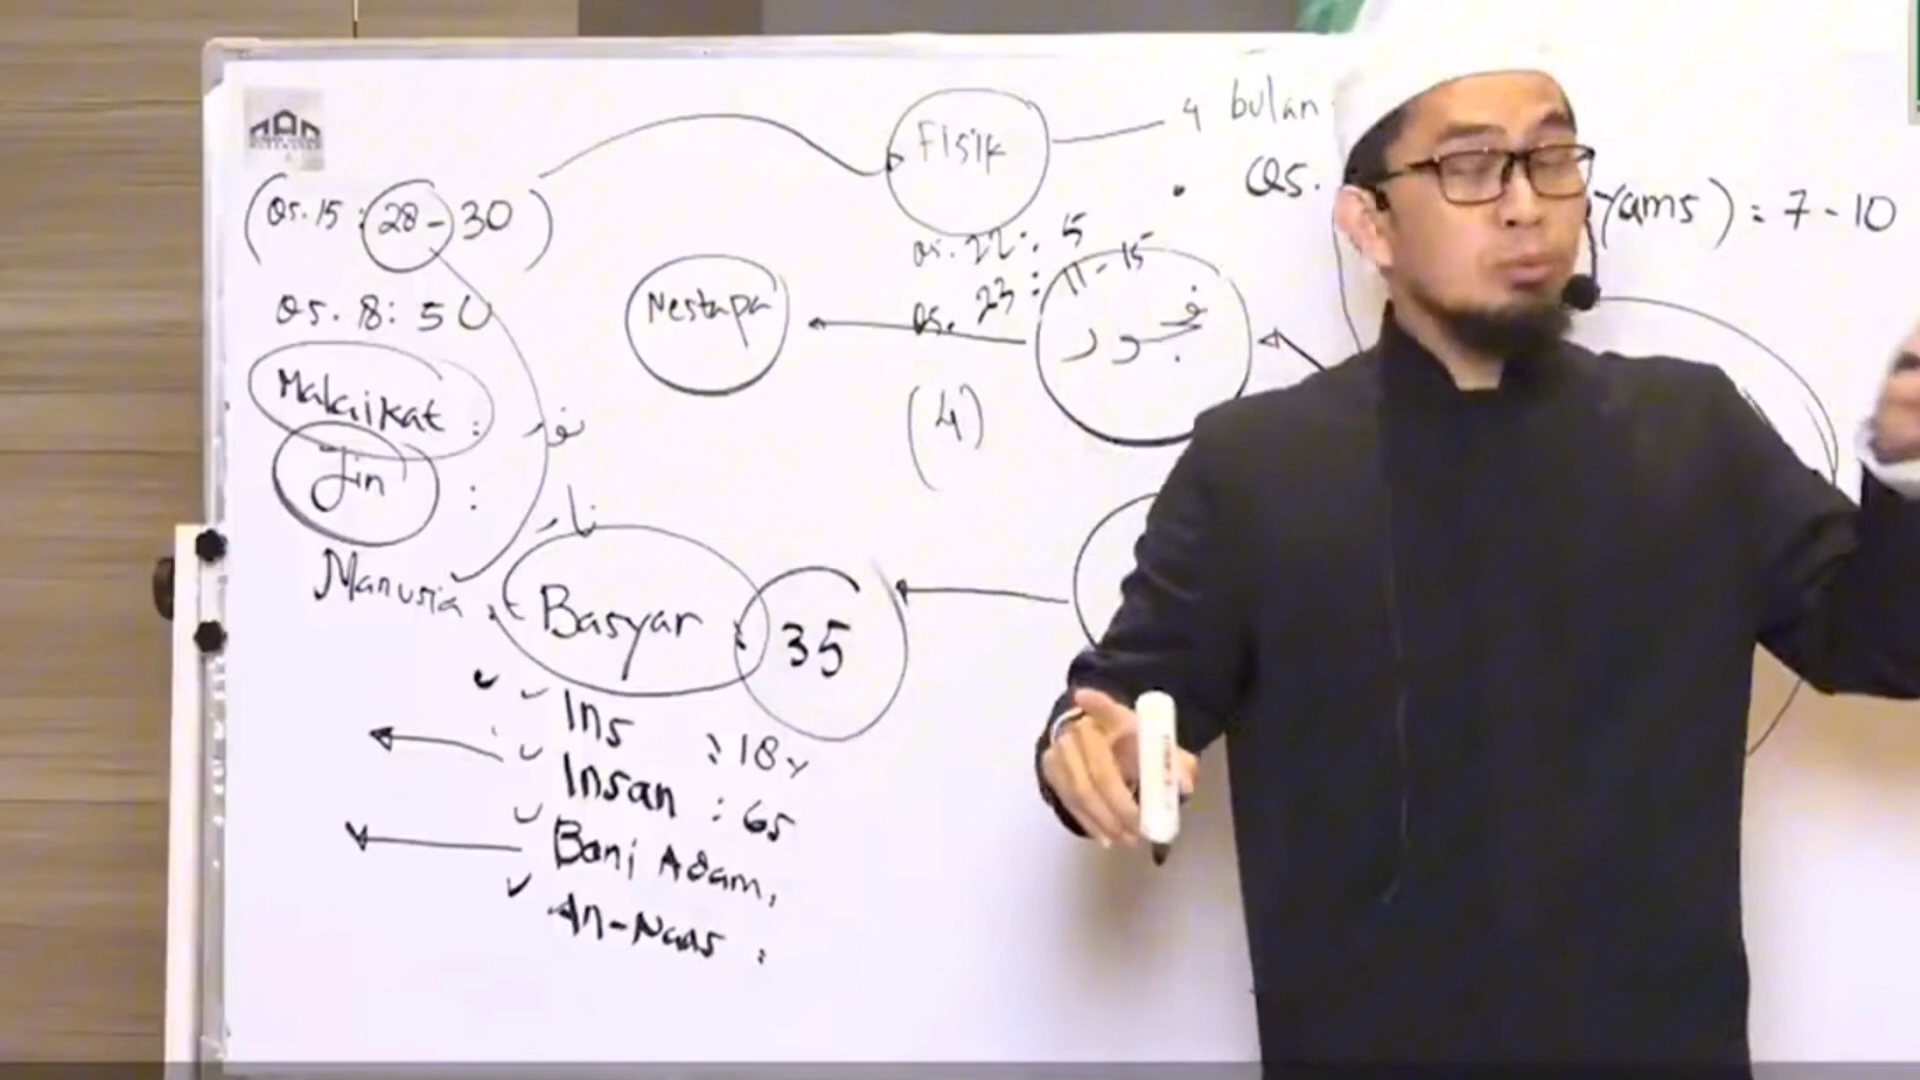 Fisik
4 bulan
(Qs. 15 : 28 - 30)
Qs.
yams) : 7 - 10
Qs. 22 : 5
Qs. 8 : 50
Nestapa
Qs. 23 : 11 - 15
فجور
Malaikat :
نور
(4)
Jin :
نار
Manusia :
Basyar : 35
Ins : 18
Insan : 65
Bani Adam,
An-Naas :